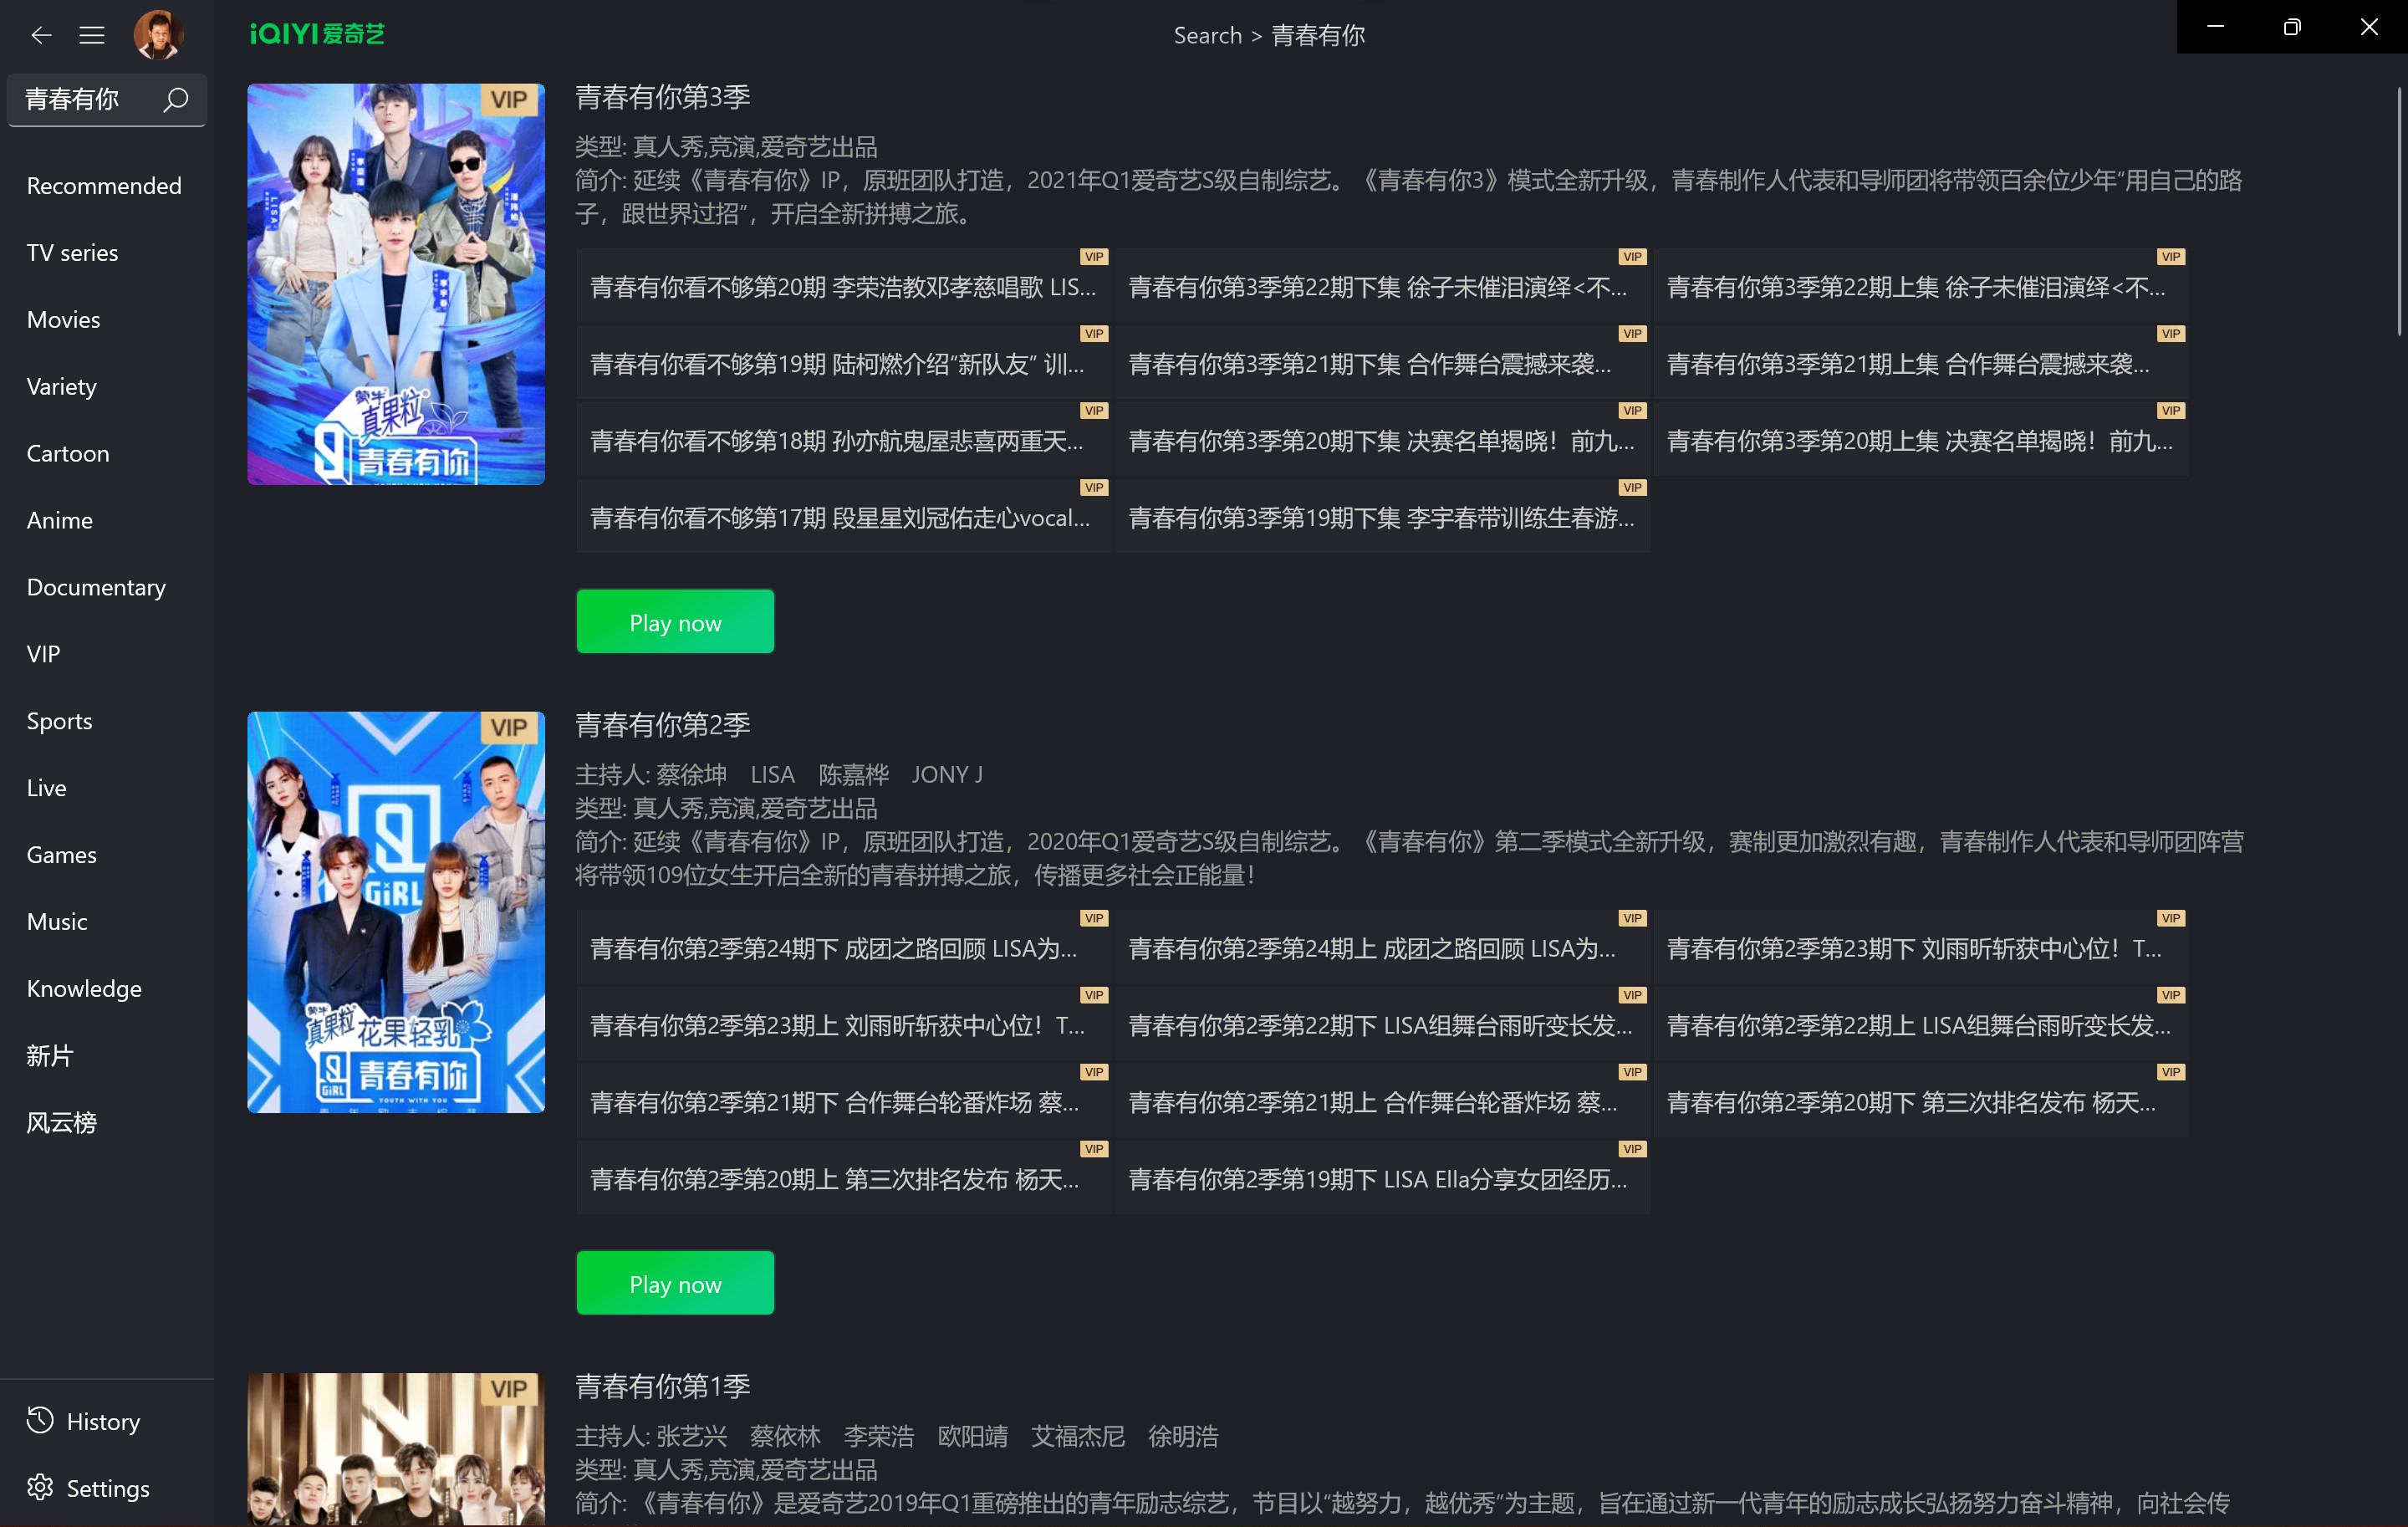 iQIYI 爱奇艺
Search > 青春有你
青春有你
Recommended
TV series
Movies
Variety
Cartoon
Anime
Documentary
VIP
Sports
Live
Games
Music
Knowledge
新片
风云榜
History
Settings
VIP
LISA
李荣浩
潘玮柏
李宇春
蒙牛
真果粒
青春有你
青春有你第3季
类型: 真人秀,竞演,爱奇艺出品
简介: 延续《青春有你》IP，原班团队打造，2021年Q1爱奇艺S级自制综艺。《青春有你3》模式全新升级，青春制作人代表和导师团将带领百余位少年“用自己的路
子，跟世界过招”，开启全新拼搏之旅。
VIP
青春有你看不够第20期 李荣浩教邓孝慈唱歌 LIS...
VIP
青春有你第3季第22期下集 徐子未催泪演绎<不...
VIP
青春有你第3季第22期上集 徐子未催泪演绎<不...
VIP
青春有你看不够第19期 陆柯燃介绍“新队友” 训...
VIP
青春有你第3季第21期下集 合作舞台震撼来袭...
VIP
青春有你第3季第21期上集 合作舞台震撼来袭...
VIP
青春有你看不够第18期 孙亦航鬼屋悲喜两重天...
VIP
青春有你第3季第20期下集 决赛名单揭晓！前九...
VIP
青春有你第3季第20期上集 决赛名单揭晓！前九...
VIP
青春有你看不够第17期 段星星刘冠佑走心vocal...
VIP
青春有你第3季第19期下集 李宇春带训练生春游...
Play now
VIP
GiRL
蒙牛
真果粒 花果轻乳
GiRL 青春有你
YOUTH WITH YOU
青春有你第2季
主持人: 蔡徐坤 LISA 陈嘉桦 JONY J
类型: 真人秀,竞演,爱奇艺出品
简介: 延续《青春有你》IP，原班团队打造，2020年Q1爱奇艺S级自制综艺。《青春有你》第二季模式全新升级，赛制更加激烈有趣，青春制作人代表和导师团阵营
将带领109位女生开启全新的青春拼搏之旅，传播更多社会正能量！
VIP
青春有你第2季第24期下 成团之路回顾 LISA为...
VIP
青春有你第2季第24期上 成团之路回顾 LISA为...
VIP
青春有你第2季第23期下 刘雨昕斩获中心位！T...
VIP
青春有你第2季第23期上 刘雨昕斩获中心位！T...
VIP
青春有你第2季第22期下 LISA组舞台雨昕变长发...
VIP
青春有你第2季第22期上 LISA组舞台雨昕变长发...
VIP
青春有你第2季第21期下 合作舞台轮番炸场 蔡...
VIP
青春有你第2季第21期上 合作舞台轮番炸场 蔡...
VIP
青春有你第2季第20期下 第三次排名发布 杨天...
VIP
青春有你第2季第20期上 第三次排名发布 杨天...
VIP
青春有你第2季第19期下 LISA Ella分享女团经历...
Play now
VIP
青春有你第1季
主持人: 张艺兴 蔡依林 李荣浩 欧阳靖 艾福杰尼 徐明浩
类型: 真人秀,竞演,爱奇艺出品
简介: 《青春有你》是爱奇艺2019年Q1重磅推出的青年励志综艺，节目以“越努力，越优秀”为主题，旨在通过新一代青年的励志成长弘扬努力奋斗精神，向社会传